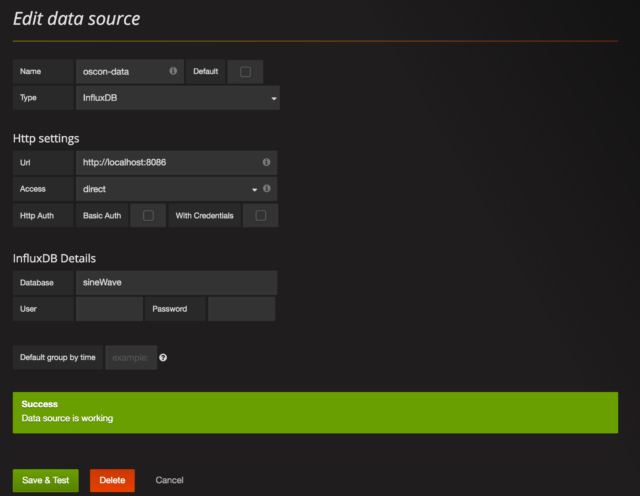 Edit data source
Name oscon-data Default
Type InfluxDB
Http settings
Url http://localhost:8086
Access direct
Http Auth Basic Auth With Credentials
InfluxDB Details
Database sineWave
User Password
Default group by time example:
Success
Data source is working
Save & Test Delete Cancel